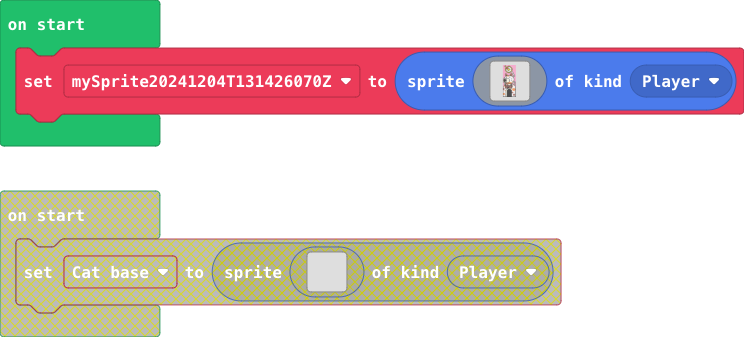 on start
set mySprite20241204T131426070Z to sprite of kind Player
on start
set Cat base to sprite of kind Player